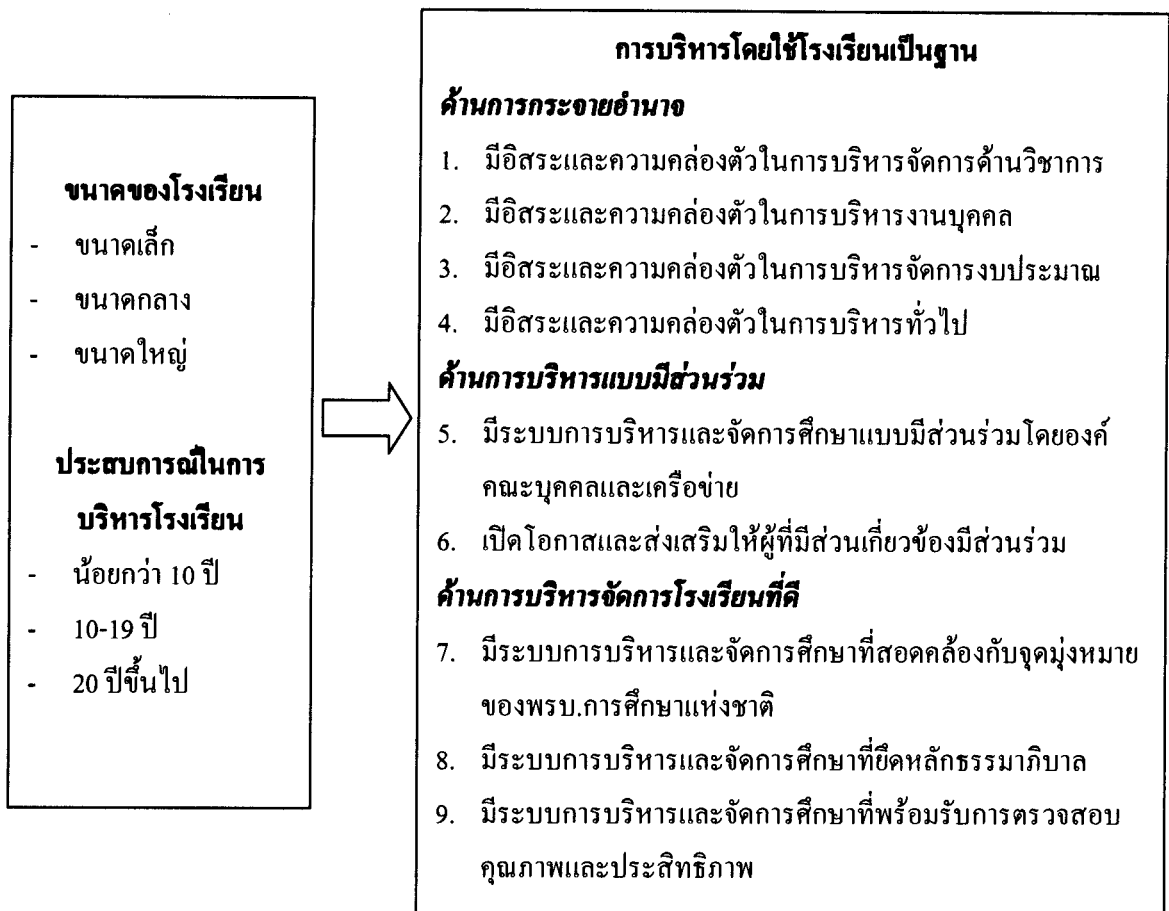 ขนาดของโรงเรียน
- ขนาดเล็ก
- ขนาดกลาง
- ขนาดใหญ่
ประสบการณ์ในการ
บริหารโรงเรียน
- น้อยกว่า 10 ปี
- 10-19 ปี
- 20 ปีขึ้นไป
การบริหารโดยใช้โรงเรียนเป็นฐาน
ด้านการกระจายอำนาจ
1. มีอิสระและความคล่องตัวในการบริหารจัดการด้านวิชาการ
2. มีอิสระและความคล่องตัวในการบริหารงานบุคคล
3. มีอิสระและความคล่องตัวในการบริหารจัดการงบประมาณ
4. มีอิสระและความคล่องตัวในการบริหารทั่วไป
ด้านการบริหารแบบมีส่วนร่วม
5. มีระบบการบริหารและจัดการศึกษาแบบมีส่วนร่วมโดยองค์
คณะบุคคลและเครือข่าย
6. เปิดโอกาสและส่งเสริมให้ผู้ที่มีส่วนเกี่ยวข้องมีส่วนร่วม
ด้านการบริหารจัดการโรงเรียนที่ดี
7. มีระบบการบริหารและจัดการศึกษาที่สอดคล้องกับจุดมุ่งหมาย
ของพรบ.การศึกษาแห่งชาติ
8. มีระบบการบริหารและจัดการศึกษาที่ยึดหลักธรรมาภิบาล
9. มีระบบการบริหารและจัดการศึกษาที่พร้อมรับการตรวจสอบ
คุณภาพและประสิทธิภาพ